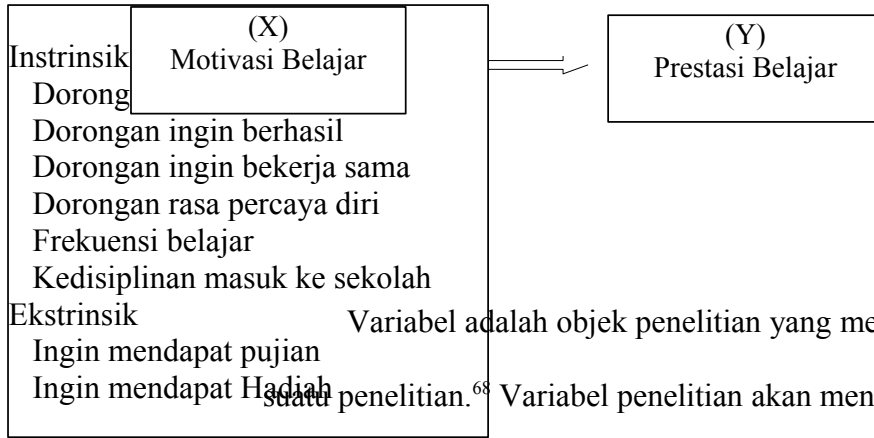 (X)
Motivasi Belajar
(Y)
Prestasi Belajar
Instrinsik
Dorong
Dorongan ingin berhasil
Dorongan ingin bekerja sama
Dorongan rasa percaya diri
Frekuensi belajar
Kedisiplinan masuk ke sekolah
Ekstrinsik
Ingin mendapat pujian
Ingin mendapat Hadiah
Variabel adalah objek penelitian yang me
suatu penelitian.⁶⁸ Variabel penelitian akan men